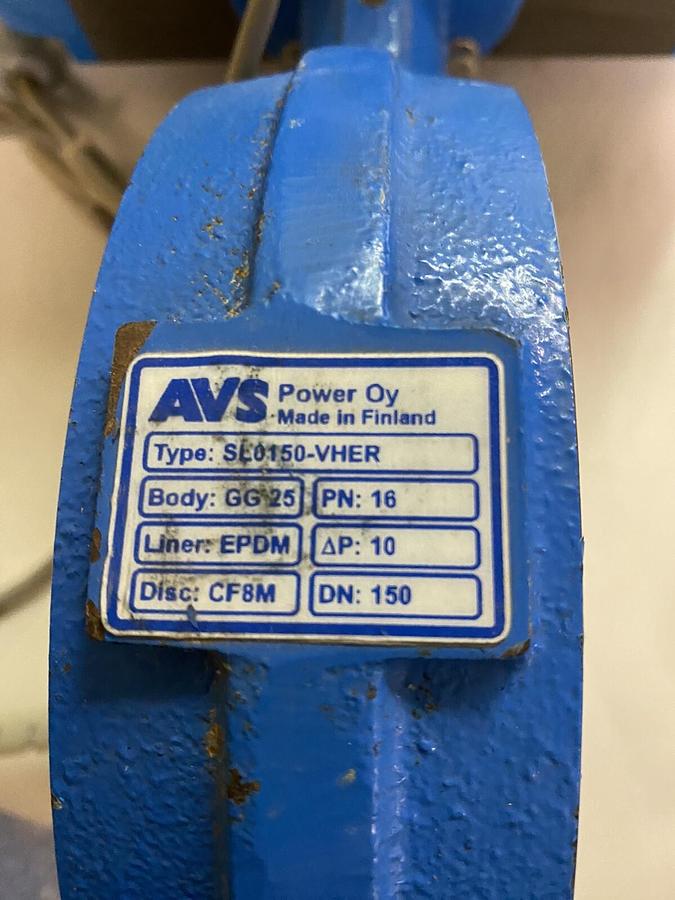 AVS Power Oy
Made in Finland
Type: SL0150-VHER
Body: GG 25 PN: 16
Liner: EPDM ΔP: 10
Disc: CF8M DN: 150